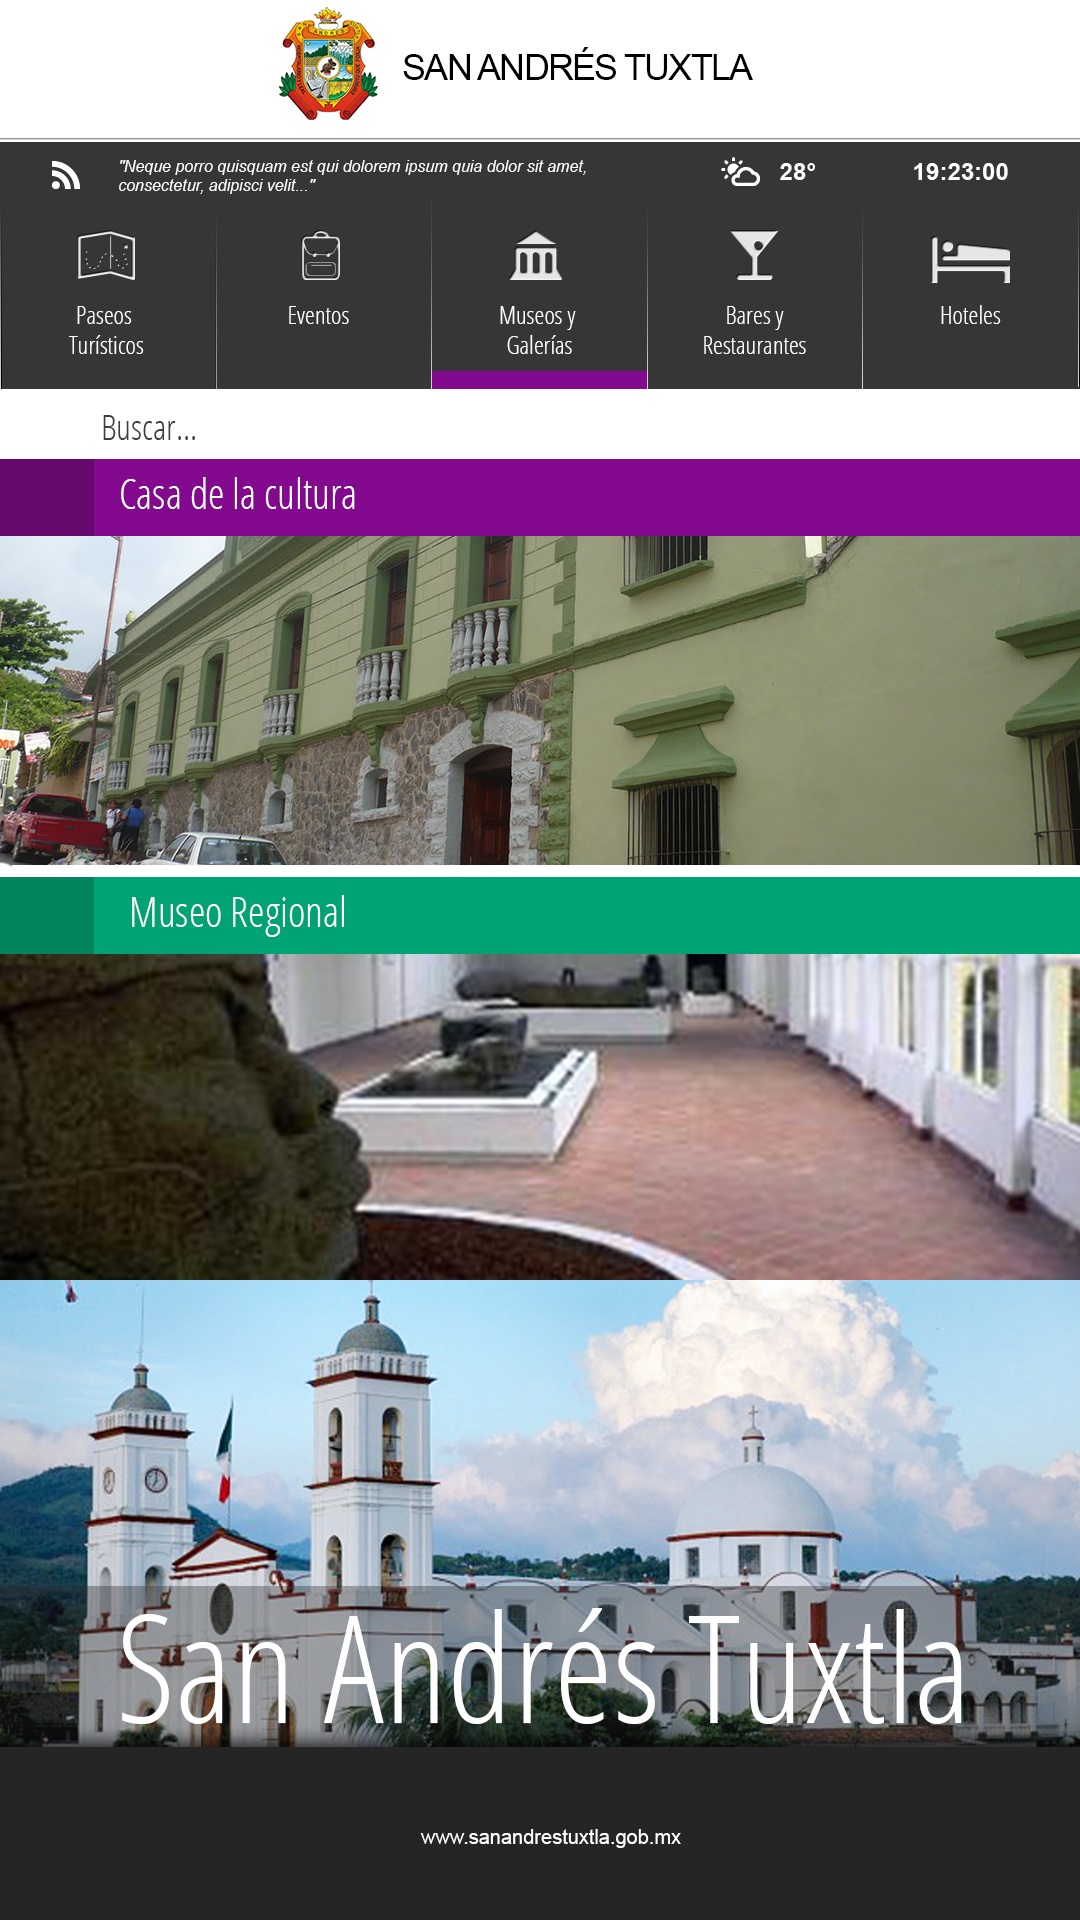 SAN ANDRÉS TUXTLA
"Neque porro quisquam est qui dolorem ipsum quia dolor sit amet,
consectetur, adipisci velit..."
28°
19:23:00
Paseos
Turísticos
Eventos
Museos y
Galerías
Bares y
Restaurantes
Hoteles
Buscar...
Casa de la cultura
Museo Regional
San Andrés Tuxtla
www.sanandrestuxtla.gob.mx